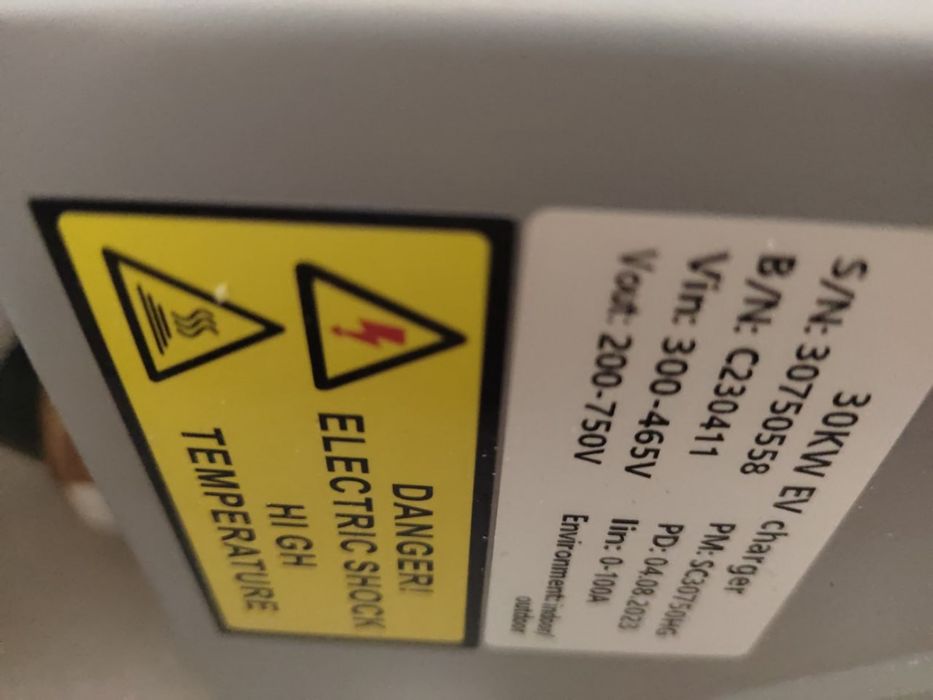 30KW EV charger
S/N: 30750558
B/N: C230411 PM: SC30750HG
Vin: 300-465V PD: 04.08.2023
Vout: 200-750V Iin: 0-100A
Environment: indoor/
outdoor
DANGER!
ELECTRIC SHOCK
HIGH
TEMPERATURE